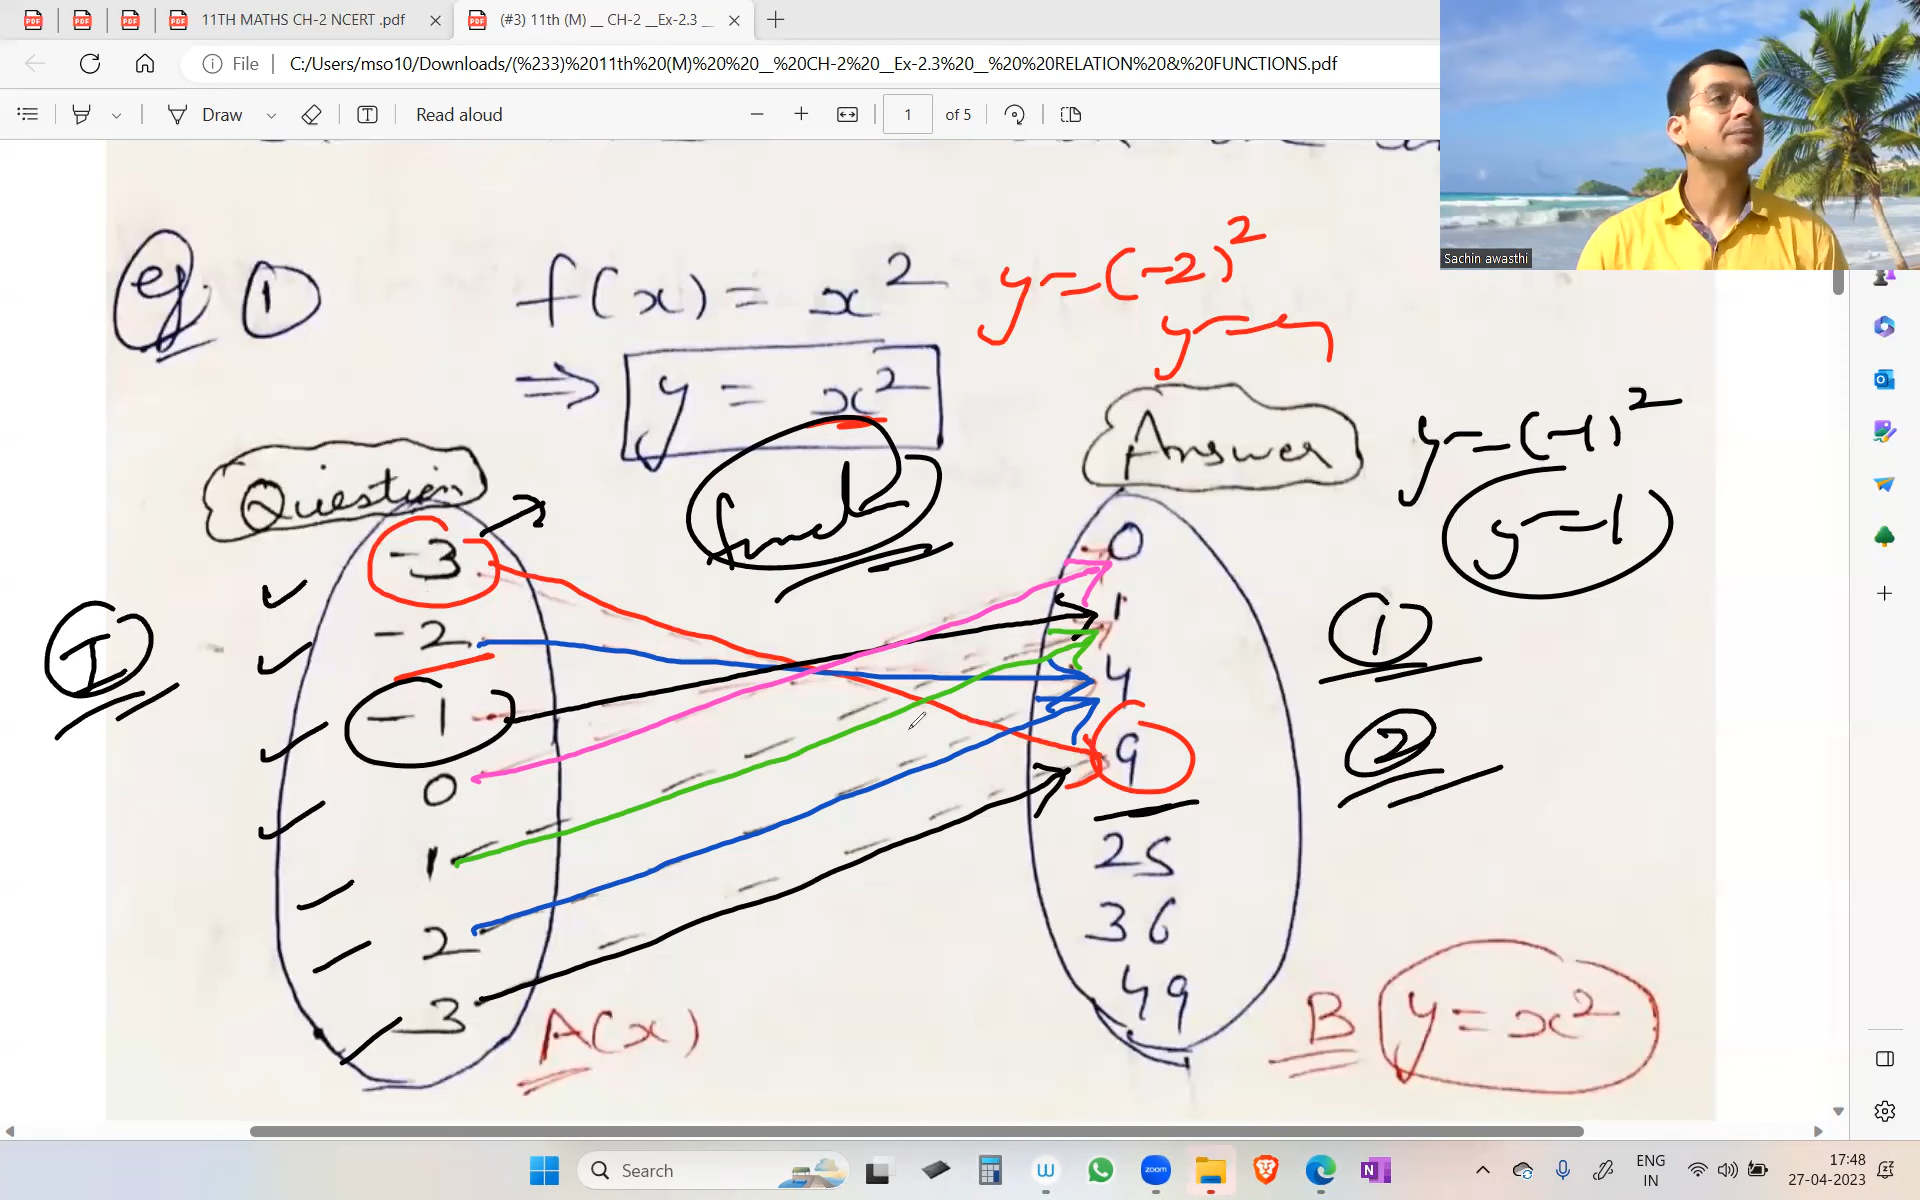 11TH MATHS CH-2 NCERT .pdf
(#3) 11th (M) __ CH-2 __Ex-2.3 __
File
C:/Users/mso10/Downloads/(%233)%2011th%20(M)%20%20__%20CH-2%20__Ex-2.3%20__%20%20RELATION%20&%20FUNCTIONS.pdf
Draw
Read aloud
1 of 5
Sachin awasthi
eg ①
f(x) = x²
y=(-2)²
y=4
⇒ y = x²
Question
Answer
y=(-1)²
y=1
-3
-2
-1
0
1
2
3
0
1
4
9
25
36
49
I
①
②
A(x)
B
y = x²
Search
zoom
ENG
IN
17:48
27-04-2023